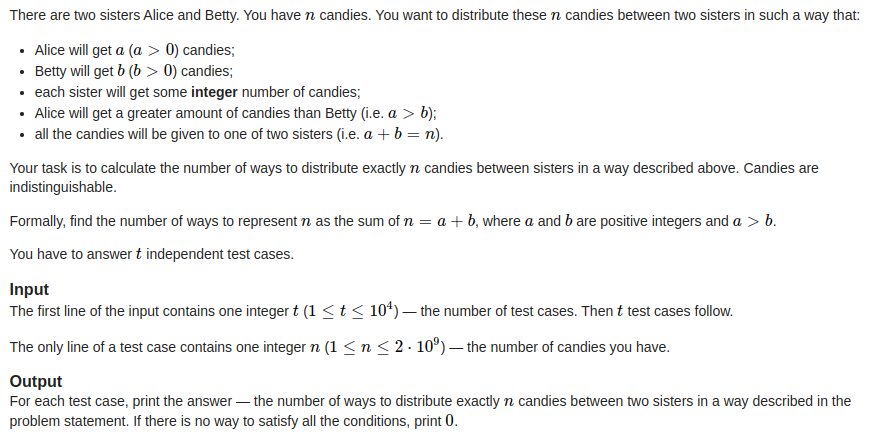 There are two sisters Alice and Betty. You have n candies. You want to distribute these n candies between two sisters in such a way that:
• Alice will get a (a > 0) candies;
• Betty will get b (b > 0) candies;
• each sister will get some integer number of candies;
• Alice will get a greater amount of candies than Betty (i.e. a > b);
• all the candies will be given to one of two sisters (i.e. a + b = n).
Your task is to calculate the number of ways to distribute exactly n candies between sisters in a way described above. Candies are
indistinguishable.
Formally, find the number of ways to represent n as the sum of n = a + b, where a and b are positive integers and a > b.
You have to answer t independent test cases.
Input
The first line of the input contains one integer t (1 ≤ t ≤ 10⁴) — the number of test cases. Then t test cases follow.
The only line of a test case contains one integer n (1 ≤ n ≤ 2 · 10⁹) — the number of candies you have.
Output
For each test case, print the answer — the number of ways to distribute exactly n candies between two sisters in a way described in the
problem statement. If there is no way to satisfy all the conditions, print 0.